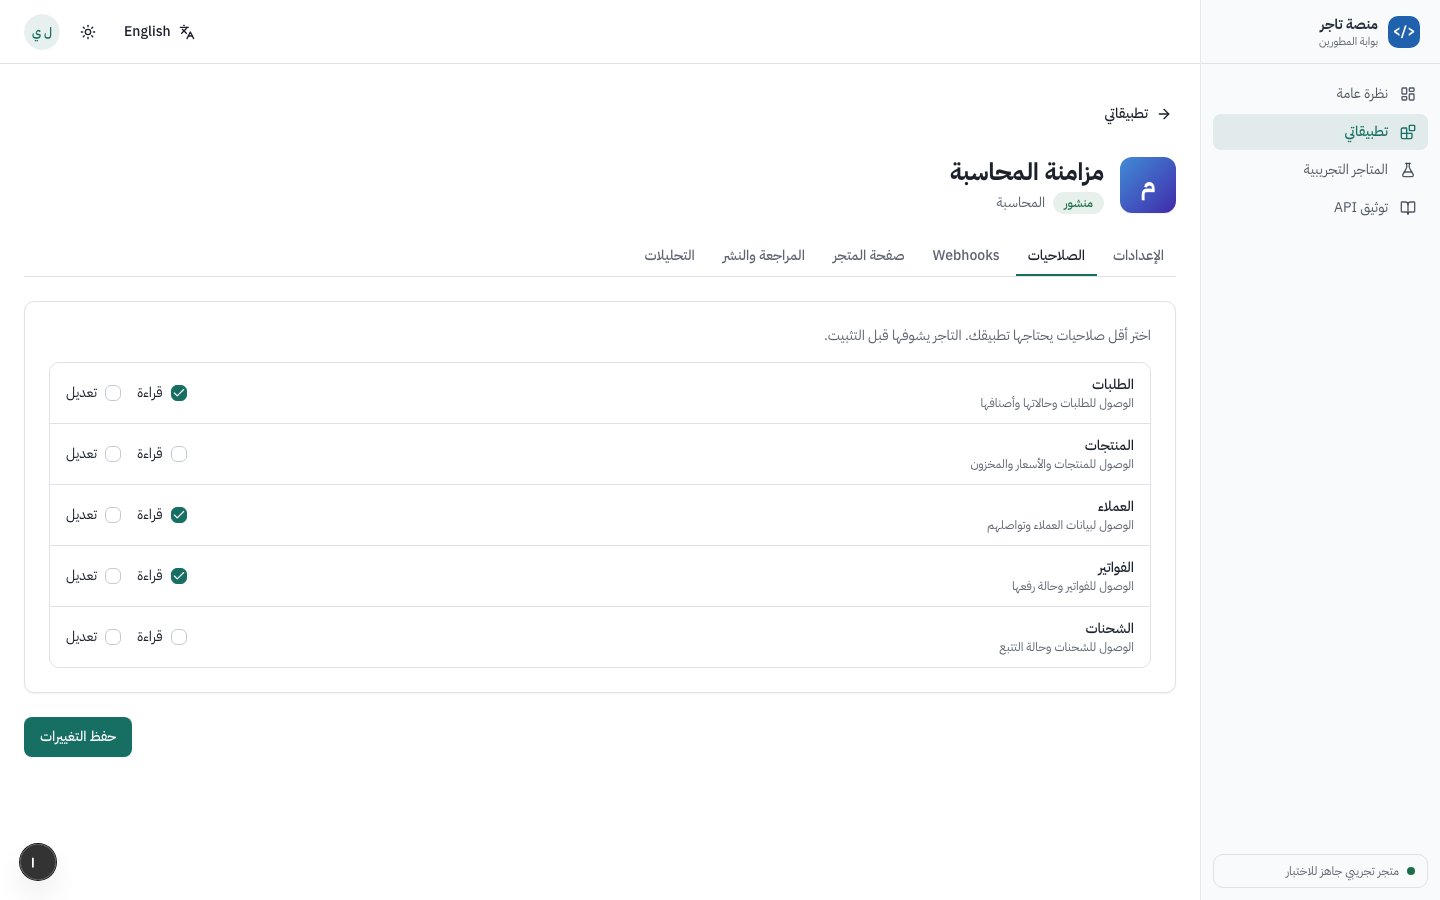 منصة تاجر
بوابة المطورين
نظرة عامة
تطبيقاتي
المتاجر التجريبية
توثيق API
متجر تجريبي جاهز للاختبار
English
ل ي
تطبيقاتي
م
مزامنة المحاسبة
منشور المحاسبة
الإعدادات الصلاحيات Webhooks صفحة المتجر المراجعة والنشر التحليلات
اختر أقل صلاحيات يحتاجها تطبيقك. التاجر يشوفها قبل التثبيت.
الطلبات
الوصول للطلبات وحالاتها وأصنافها
قراءة تعديل
المنتجات
الوصول للمنتجات والأسعار والمخزون
قراءة تعديل
العملاء
الوصول لبيانات العملاء وتواصلهم
قراءة تعديل
الفواتير
الوصول للفواتير وحالة رفعها
قراءة تعديل
الشحنات
الوصول للشحنات وحالة التتبع
قراءة تعديل
حفظ التغييرات